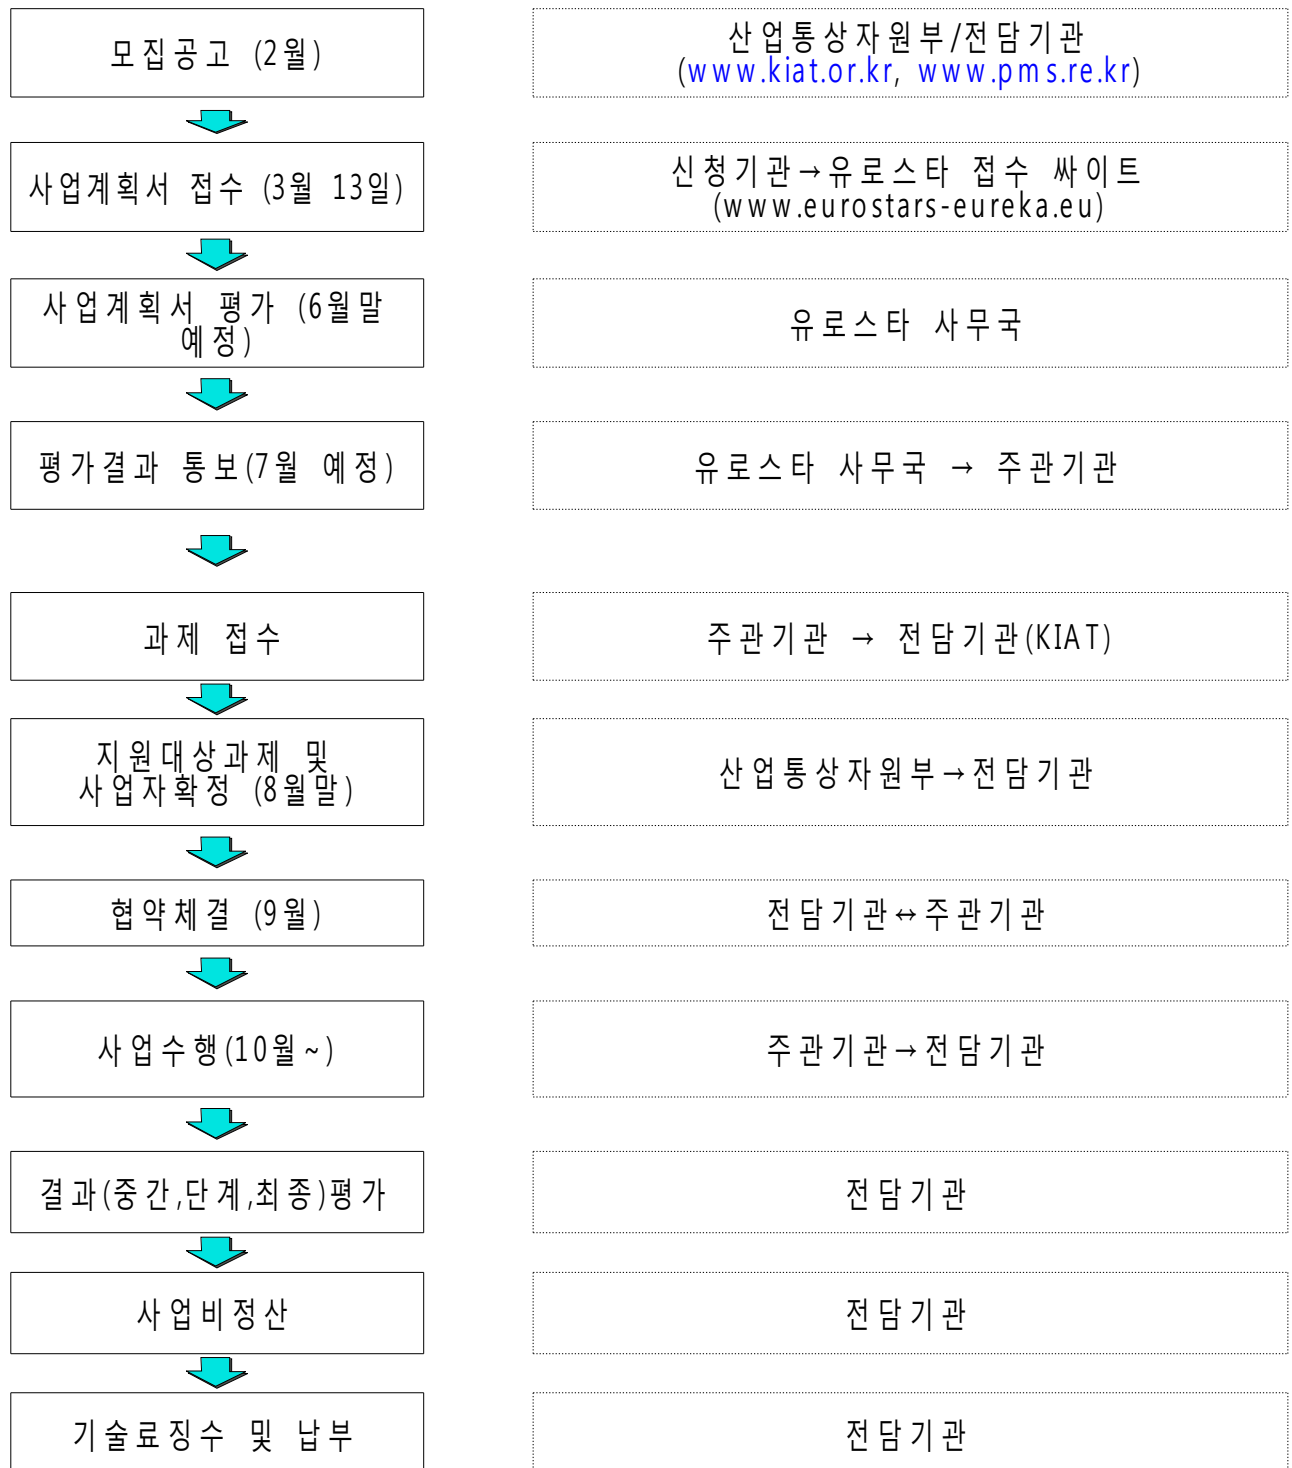 모집공고 (2월)
산업통상자원부/전담기관
(www.kiat.or.kr, www.pms.re.kr)
사업계획서 접수 (3월 13일)
신청기관→유로스타 접수 싸이트
(www.eurostars-eureka.eu)
사업계획서 평가 (6월말
예정)
유로스타 사무국
평가결과 통보(7월 예정)
유로스타 사무국 → 주관기관
과제 접수
주관기관 → 전담기관(KIAT)
지원대상과제 및
사업자확정 (8월말)
산업통상자원부→전담기관
협약체결 (9월)
전담기관↔주관기관
사업수행(10월~)
주관기관→전담기관
결과(중간,단계,최종)평가
전담기관
사업비정산
전담기관
기술료징수 및 납부
전담기관